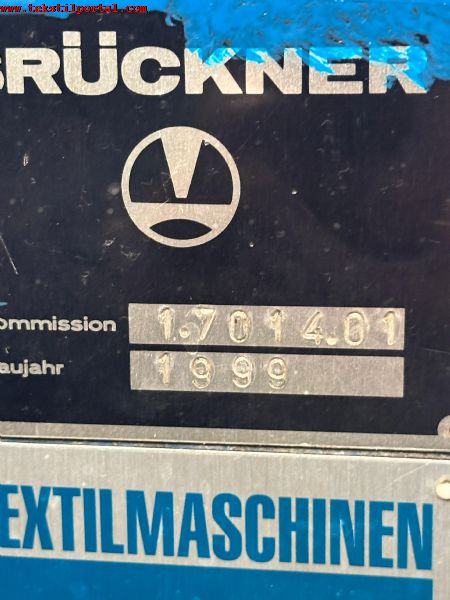 www.tekstilportal.com
BRÜCKNER
ommission 1.7014.01
aujahr 1999
EXTILMASCHINEN